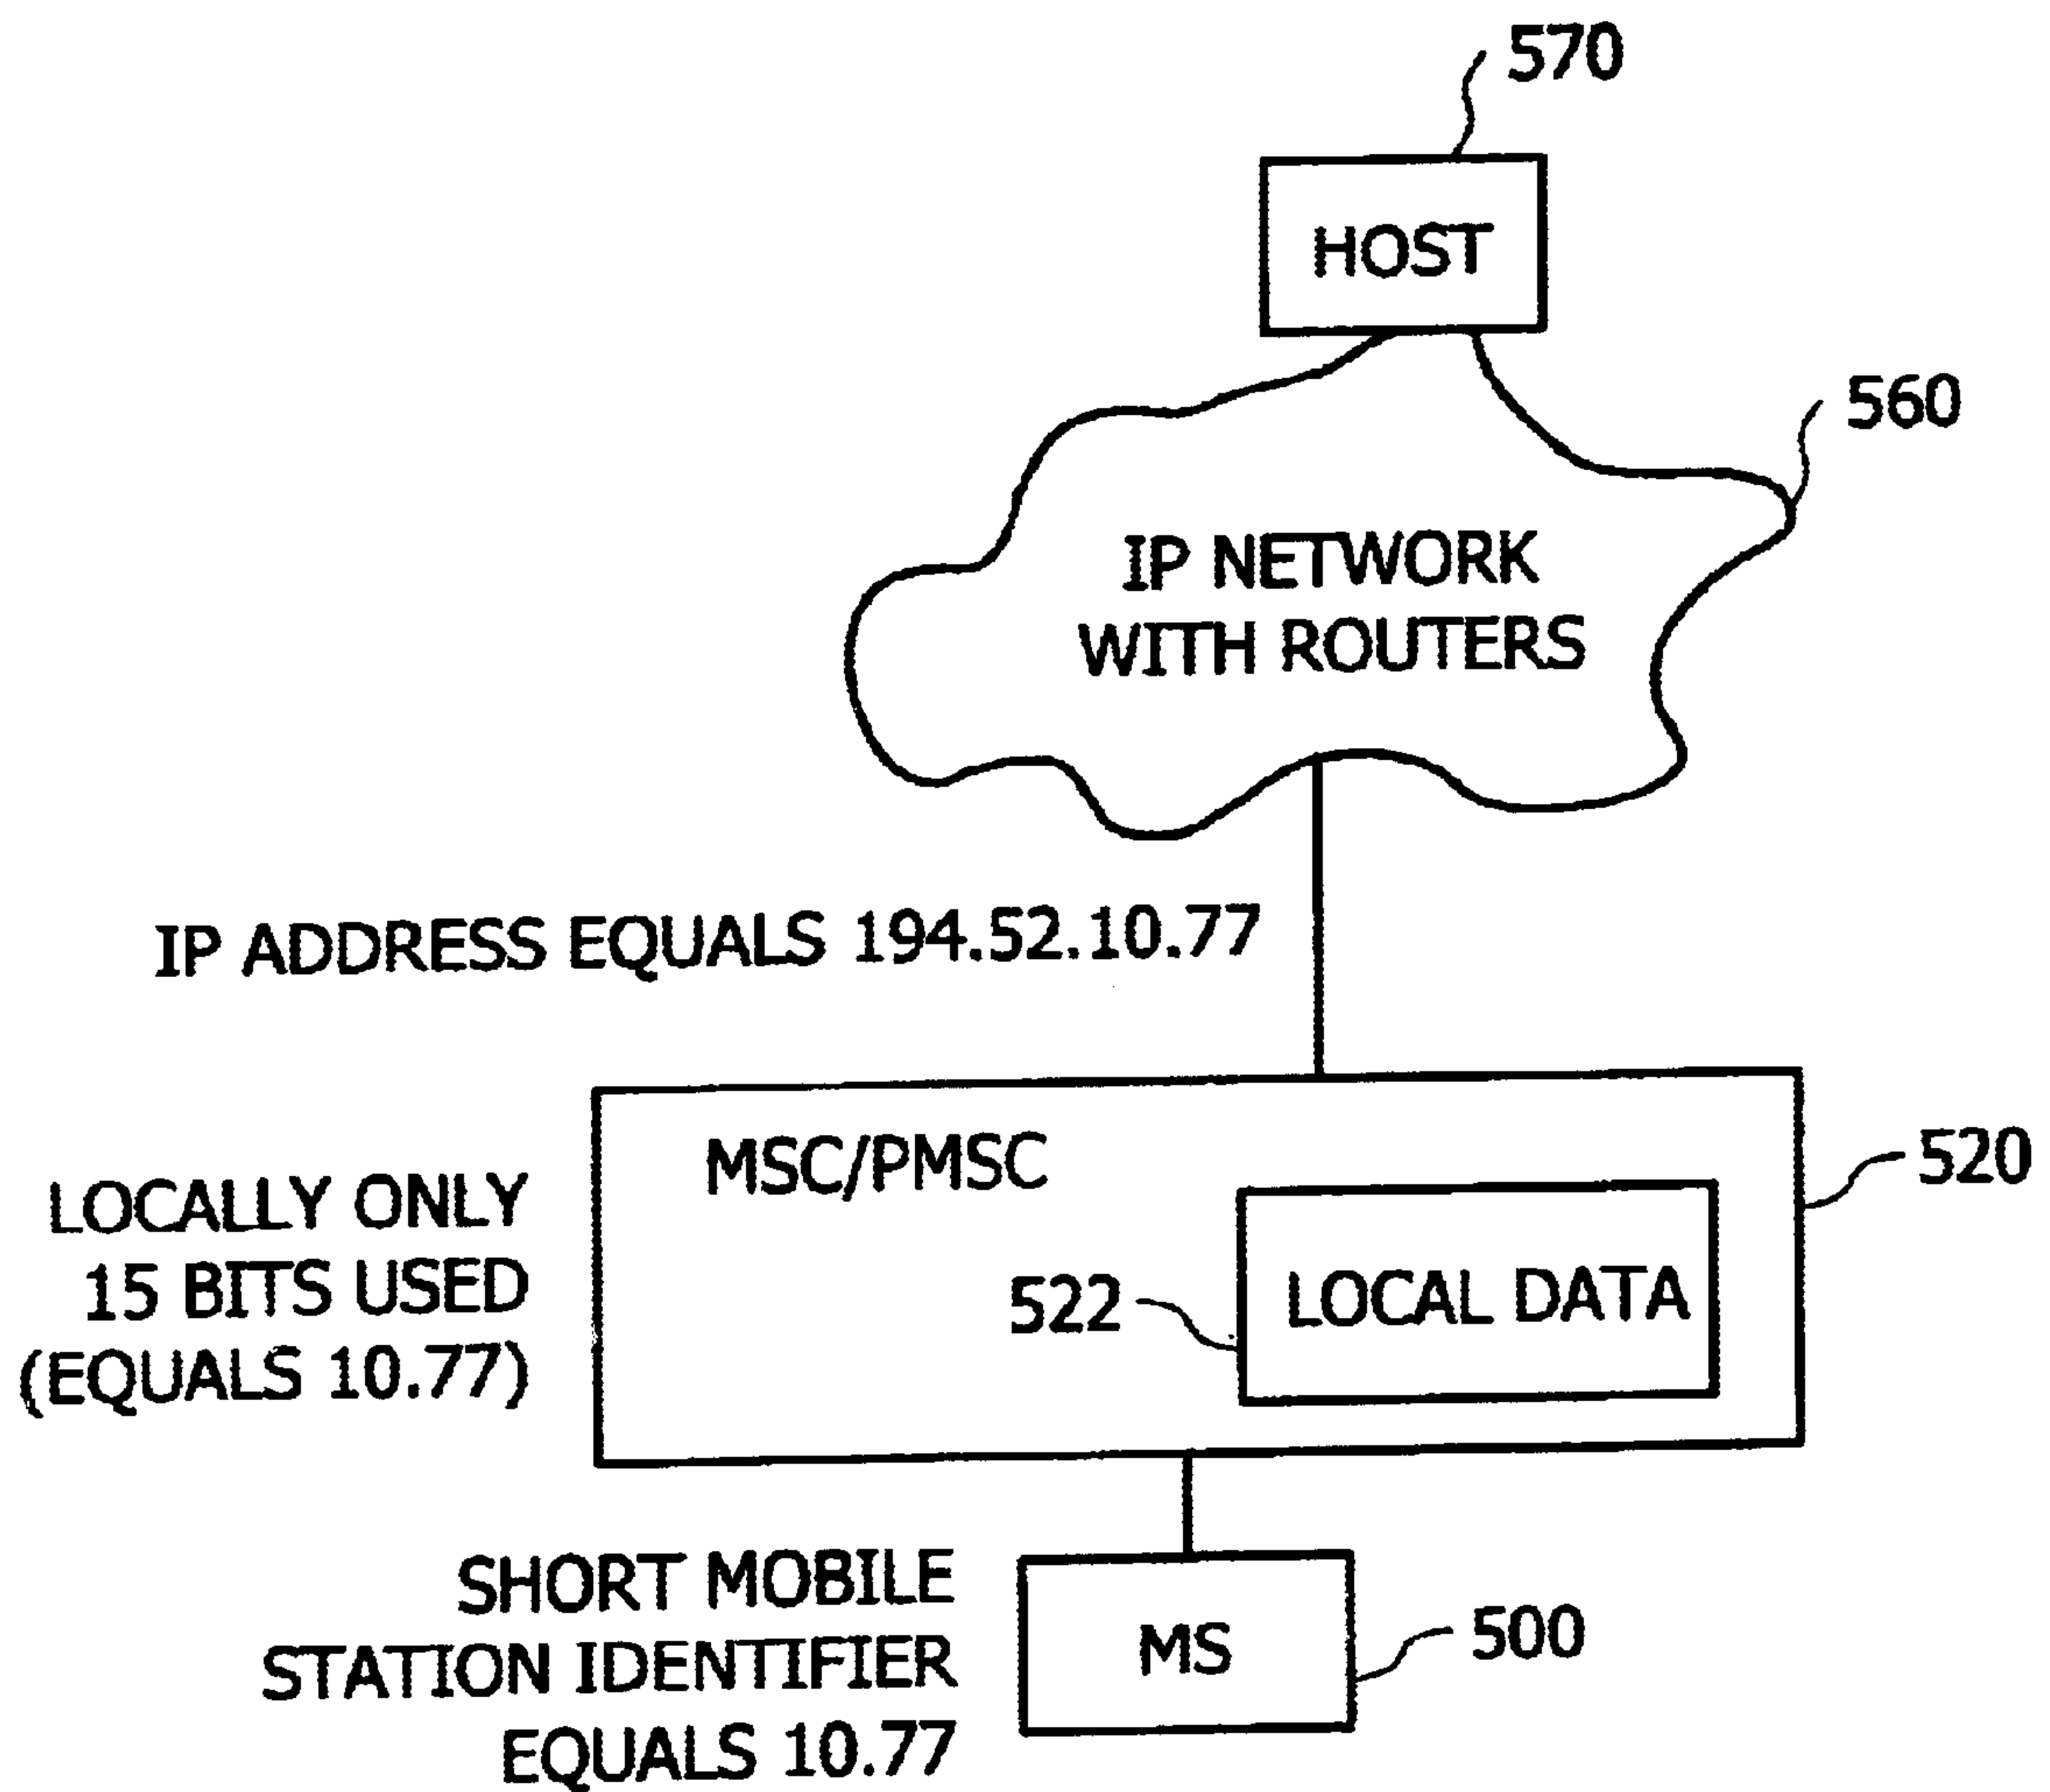 570
HOST
560
IP NETWORK
WITH ROUTERS
IP ADDRESS EQUALS 194.52.10.77
MSC/PMSC
520
LOCALLY ONLY
15 BITS USED
(EQUALS 10.77)
522
LOCAL DATA
SHORT MOBILE
STATION IDENTIFIER
EQUALS 10.77
MS
500